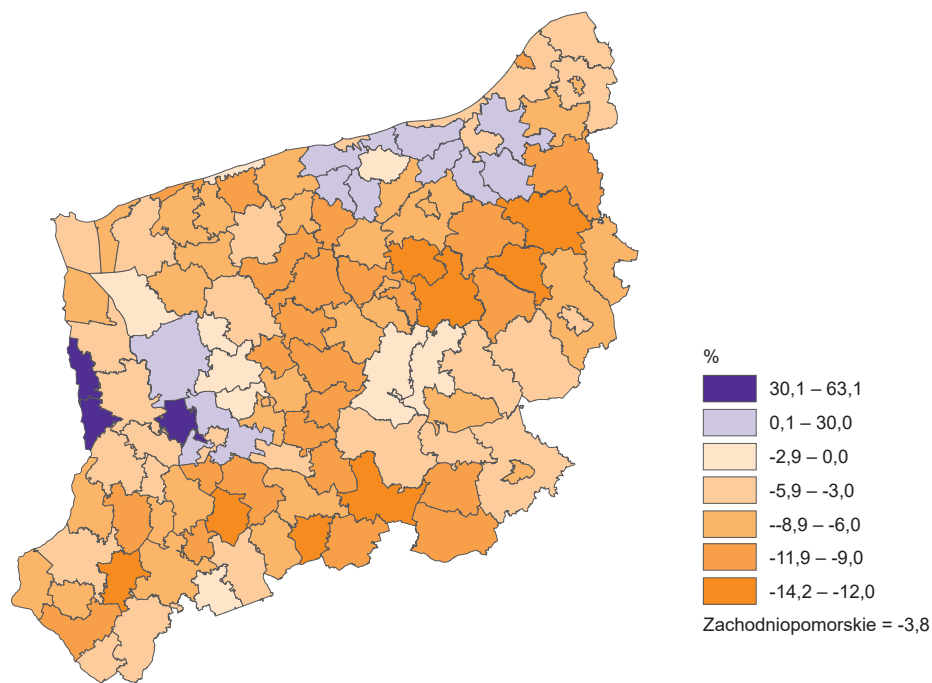 %
30,1 – 63,1
0,1 – 30,0
-2,9 – 0,0
-5,9 – -3,0
--8,9 – -6,0
-11,9 – -9,0
-14,2 – -12,0
Zachodniopomorskie = -3,8